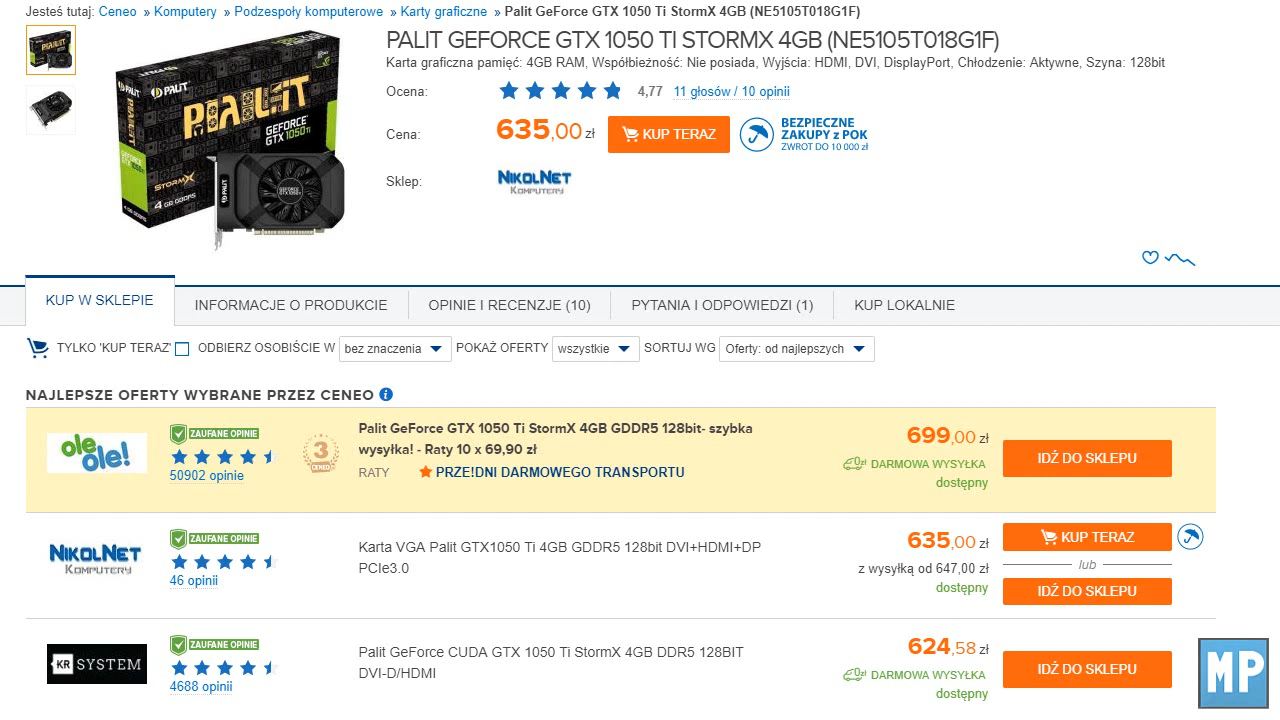 Jesteś tutaj: Ceneo » Komputery » Podzespoły komputerowe » Karty graficzne » Palit GeForce GTX 1050 Ti StormX 4GB (NE5105T018G1F)
PALIT GEFORCE GTX 1050 TI STORMX 4GB (NE5105T018G1F)
Karta graficzna pamięć: 4GB RAM, Współbieżność: Nie posiada, Wyjścia: HDMI, DVI, DisplayPort, Chłodzenie: Aktywne, Szyna: 128bit
PALIT
PALIT
PALIT
GEFORCE
GTX 1050Ti
STORMX
4 GB GDDR5
Ocena: 4,77 11 głosów / 10 opinii
Cena: 635,00 zł KUP TERAZ
BEZPIECZNE
ZAKUPY z POK
ZWROT DO 10 000 zł
Sklep: NIKOLNET
KOMPUTERY
KUP W SKLEPIE INFORMACJE O PRODUKCIE OPINIE I RECENZJE (10) PYTANIA I ODPOWIEDZI (1) KUP LOKALNIE
TYLKO 'KUP TERAZ' ODBIERZ OSOBIŚCIE W bez znaczenia POKAŻ OFERTY wszystkie SORTUJ WG Oferty: od najlepszych
NAJLEPSZE OFERTY WYBRANE PRZEZ CENEO i
ole
ole!
ZAUFANE OPINIE
50902 opinie
3
CENEO
Palit GeForce GTX 1050 Ti StormX 4GB GDDR5 128bit- szybka
wysyłka! - Raty 10 x 69,90 zł
RATY PRZE!DNI DARMOWEGO TRANSPORTU
699,00 zł
DARMOWA WYSYŁKA
dostępny
IDŹ DO SKLEPU
NIKOLNET
KOMPUTERY
ZAUFANE OPINIE
46 opinii
Karta VGA Palit GTX1050 Ti 4GB GDDR5 128bit DVI+HDMI+DP
PCIe3.0
635,00 zł
z wysyłką od 647,00 zł
dostępny
KUP TERAZ
lub
IDŹ DO SKLEPU
KR SYSTEM
ZAUFANE OPINIE
4688 opinii
Palit GeForce CUDA GTX 1050 Ti StormX 4GB DDR5 128BIT
DVI-D/HDMI
624,58 zł
DARMOWA WYSYŁKA
dostępny
IDŹ DO SKLEPU
MP